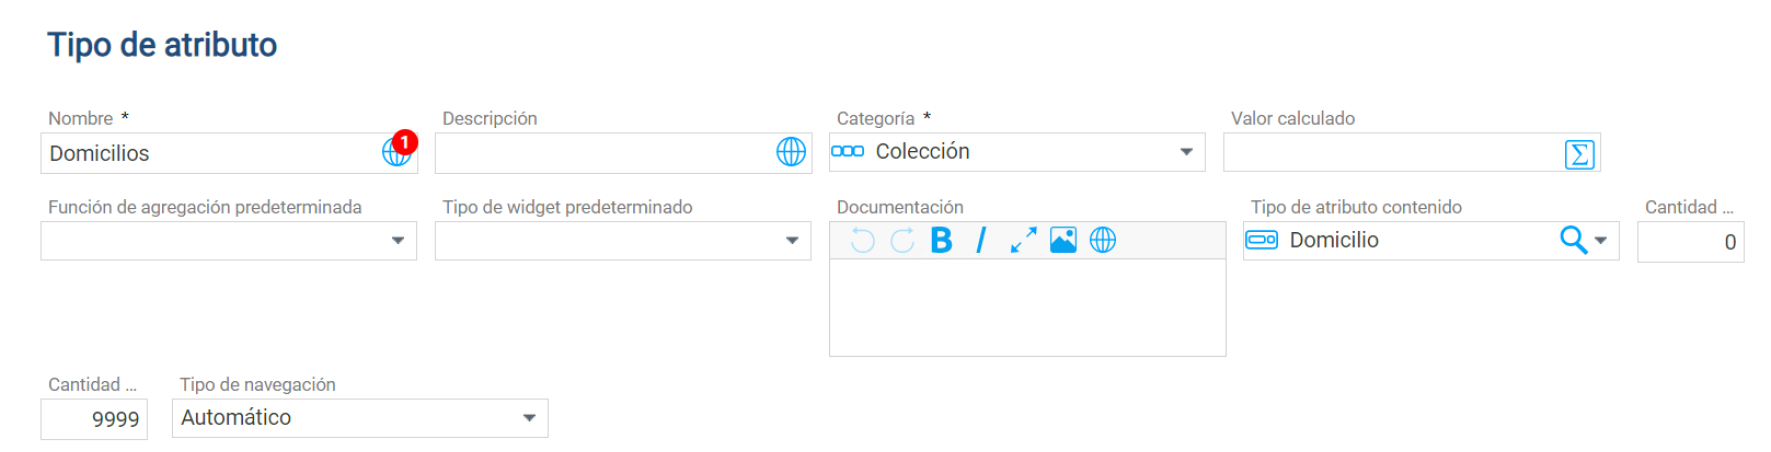 Tipo de atributo
Nombre * Descripción Categoría * Valor calculado
Domicilios 1 Colección Σ
Función de agregación predeterminada Tipo de widget predeterminado Documentación Tipo de atributo contenido Cantidad ...
B I Domicilio 0
Cantidad ... Tipo de navegación
9999 Automático